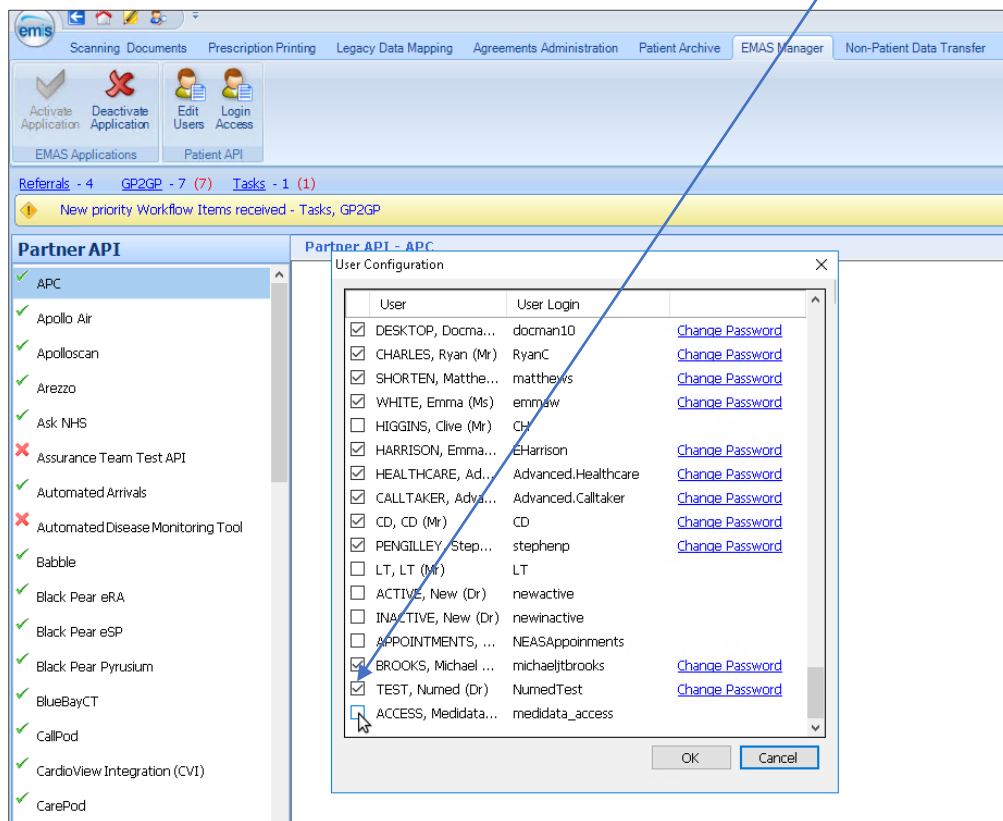 emis
Scanning Documents Prescription Printing Legacy Data Mapping Agreements Administration Patient Archive EMAS Manager Non-Patient Data Transfer
Activate Application Deactivate Application Edit Users Login Access
EMAS Applications Patient API
Referrals - 4 GP2GP - 7 (7) Tasks - 1 (1)
New priority Workflow Items received - Tasks, GP2GP
Partner API
APC
Apollo Air
Apolloscan
Arezzo
Ask NHS
Assurance Team Test API
Automated Arrivals
Automated Disease Monitoring Tool
Babble
Black Pear eRA
Black Pear eSP
Black Pear Pyrusium
BlueBayCT
CallPod
CardioView Integration (CVI)
CarePod
Partner API - APC
User Configuration
User User Login
DESKTOP, Docma... docman10 Change Password
CHARLES, Ryan (Mr) RyanC Change Password
SHORTEN, Matthe... matthews Change Password
WHITE, Emma (Ms) emmaw Change Password
HIGGINS, Clive (Mr) CH
HARRISON, Emma... EHarrison Change Password
HEALTHCARE, Ad... Advanced.Healthcare Change Password
CALLTAKER, Adva... Advanced.Calltaker Change Password
CD, CD (Mr) CD Change Password
PENGILLEY, Step... stephenp Change Password
LT, LT (Mr) LT
ACTIVE, New (Dr) newactive
INACTIVE, New (Dr) newinactive
APPOINTMENTS, ... NEASAppoinments
BROOKS, Michael ... michaeljtbrooks Change Password
TEST, Numed (Dr) NumedTest Change Password
ACCESS, Medidata... medidata_access
OK Cancel